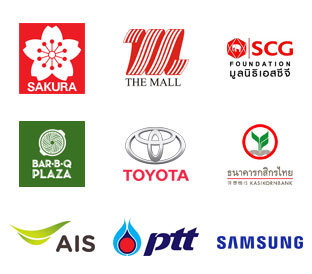 SAKURA
THE MALL
SCG
FOUNDATION
มูลนิธิเอสซีจี
BAR·B·Q
PLAZA
TOYOTA
ธนาคารกสิกรไทย
KASIKORNBANK
AIS
ptt
SAMSUNG